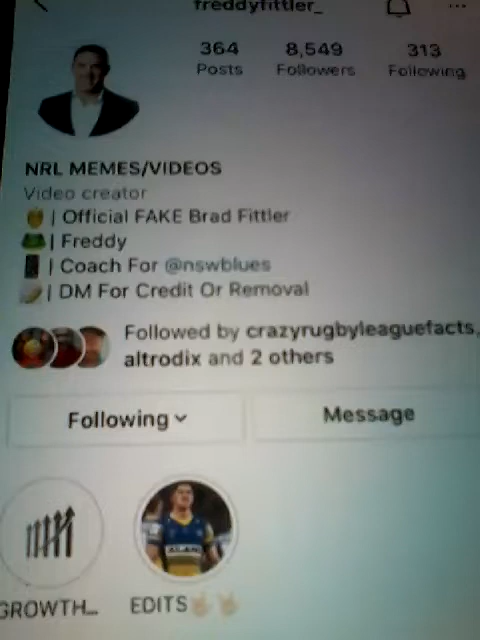 freddyfittler_
364 8,549 313
Posts Followers Following
NRL MEMES/VIDEOS
Video creator
| Official FAKE Brad Fittler
| Freddy
| Coach For @nswblues
| DM For Credit Or Removal
Followed by crazyrugbyleaguefacts,
altrodix and 2 others
Following Message
GROWTH... EDITS